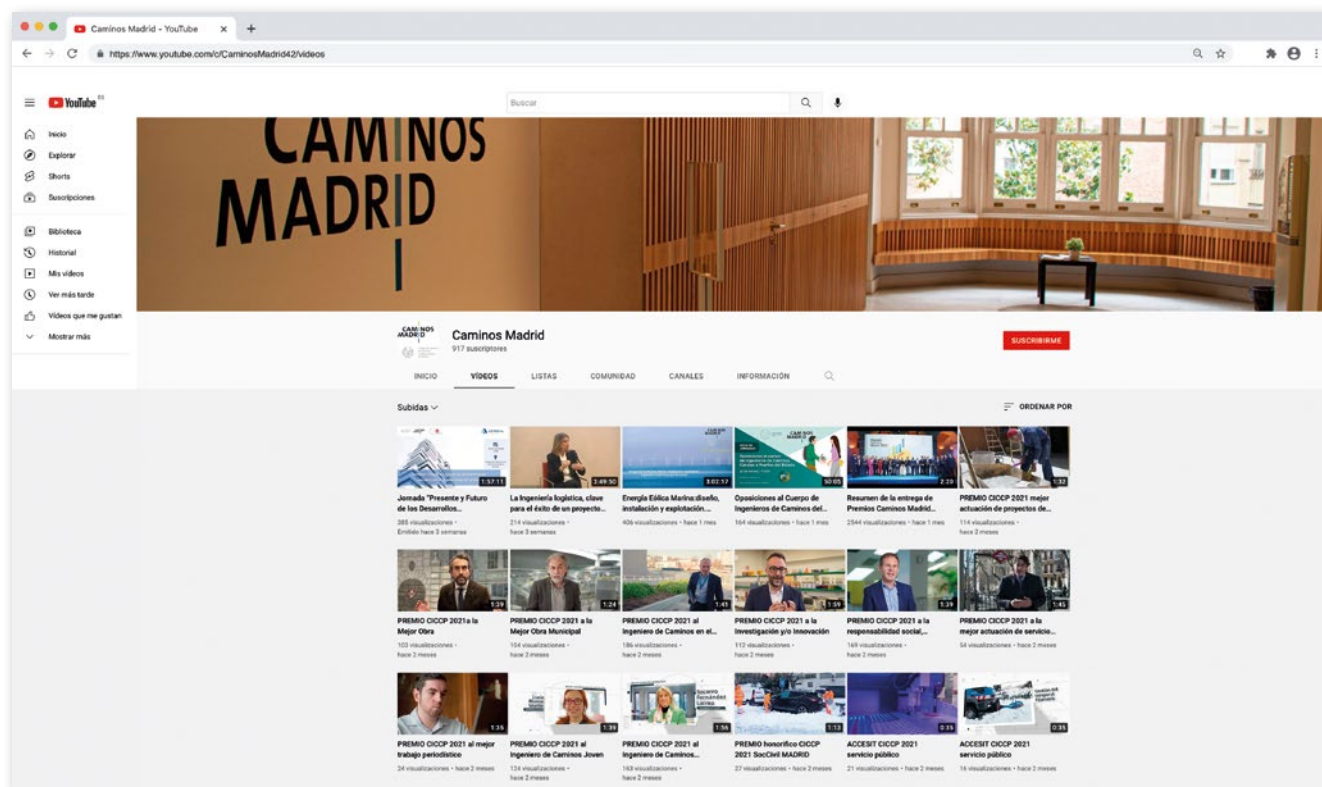 Caminos Madrid - YouTube
https://www.youtube.com/c/CaminosMadrid42/videos
YouTube ES
Buscar
Inicio
Explorar
Shorts
Suscripciones
Biblioteca
Historial
Mis vídeos
Ver más tarde
Vídeos que me gustan
Mostrar más
CAMINOS
MADRID
CAMINOS
MADRID
Caminos Madrid
917 suscriptores
SUSCRIBIRME
INICIO VÍDEOS LISTAS COMUNIDAD CANALES INFORMACIÓN
Subidas
ORDENAR POR
1:57:11
Jornada "Presente y Futuro
de los Desarrollos...
385 visualizaciones •
Emitido hace 3 semanas
3:49:50
La Ingeniería logística, clave
para el éxito de un proyecto...
214 visualizaciones •
hace 3 semanas
3:02:17
Energía Eólica Marina:diseño,
instalación y explotación....
406 visualizaciones • hace 1 mes
CAMINOS
MADRID
50:05
Oposiciones al Cuerpo de
Ingenieros de Caminos del...
164 visualizaciones • hace 1 mes
2:20
Resumen de la entrega de
Premios Caminos Madrid...
2544 visualizaciones • hace 1 mes
1:32
PREMIO CICCP 2021 mejor
actuación de proyectos de...
114 visualizaciones •
hace 2 meses
1:29
PREMIO CICCP 2021a la
Mejor Obra
103 visualizaciones •
hace 2 meses
1:24
PREMIO CICCP 2021 a la
Mejor Obra Municipal
104 visualizaciones •
hace 2 meses
1:41
PREMIO CICCP 2021 al
Ingeniero de Caminos en el...
186 visualizaciones •
hace 2 meses
1:59
PREMIO CICCP 2021 a la
Investigación y/o Innovación
112 visualizaciones •
hace 2 meses
1:39
PREMIO CICCP 2021 a la
responsabilidad social,...
169 visualizaciones •
hace 2 meses
1:45
PREMIO CICCP 2021 a la
mejor actuación de servicio...
54 visualizaciones •
hace 2 meses
1:35
PREMIO CICCP 2021 al mejor
trabajo periodístico
24 visualizaciones • hace 2 meses
1:39
PREMIO CICCP 2021 al
Ingeniero de Caminos Joven
124 visualizaciones •
hace 2 meses
Socorro
Fernández
Larrea
1:56
PREMIO CICCP 2021 al
Ingeniero de Caminos...
163 visualizaciones •
hace 2 meses
1:13
PREMIO honorífico CICCP
2021 SocCivil MADRID
27 visualizaciones • hace 2 meses
0:35
ACCESIT CICCP 2021
servicio público
21 visualizaciones • hace 2 meses
0:35
ACCESIT CICCP 2021
servicio público
16 visualizaciones • hace 2 meses